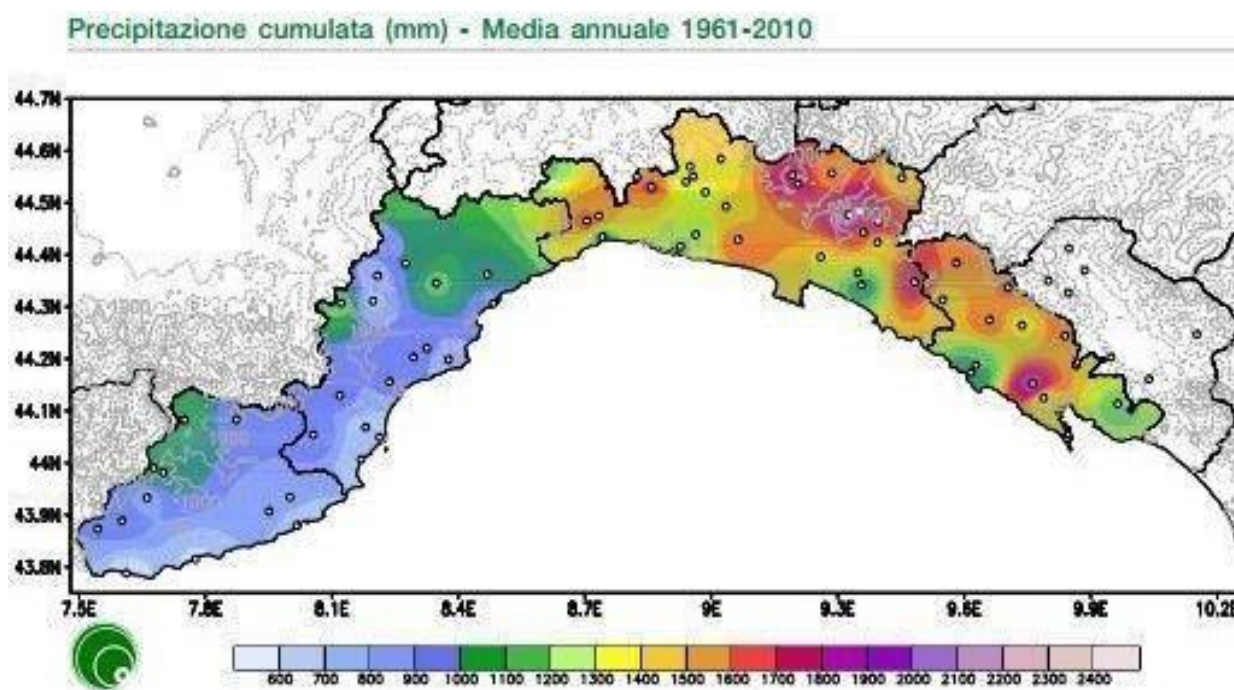 Precipitazione cumulata (mm) - Media annuale 1961-2010
44.7N
44.6N
44.5N
44.4N
44.3N
44.2N
44.1N
44N
43.9N
43.8N
7.5E 7.8E 8.1E 8.4E 8.7E 9E 9.3E 9.6E 9.9E 10.2E
600 700 800 900 1000 1100 1200 1300 1400 1500 1600 1700 1800 1900 2000 2100 2200 2300 2400